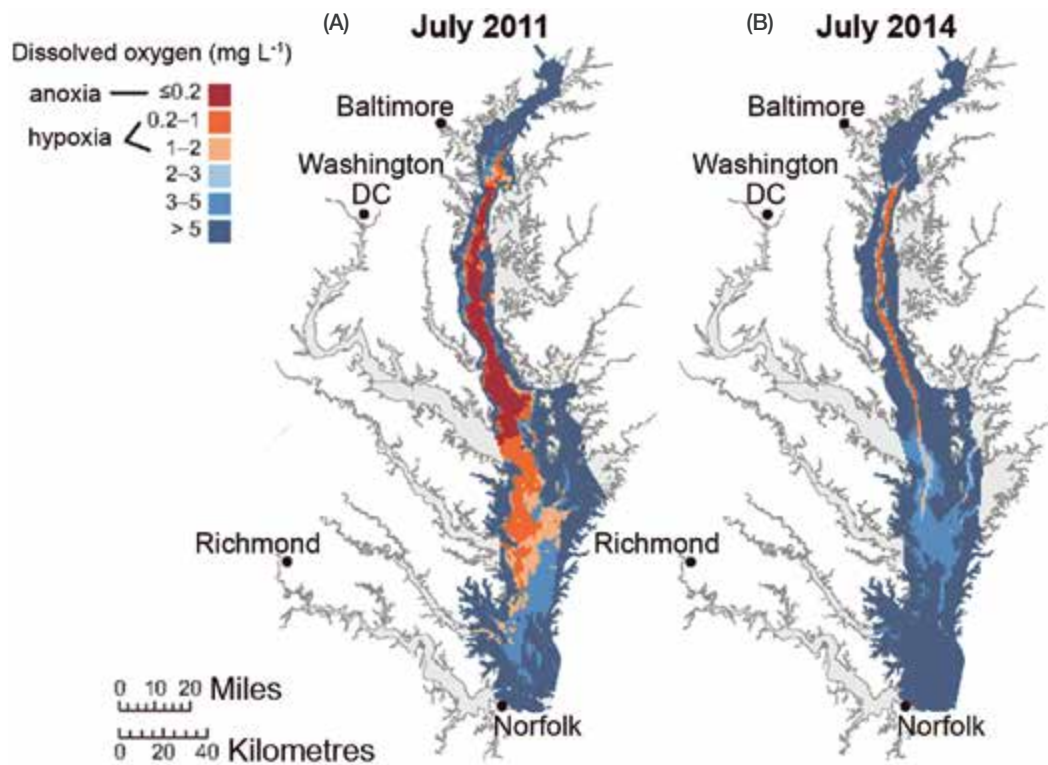 (A)
July 2011
(B)
July 2014
Dissolved oxygen (mg L⁻¹)
anoxia
≤0.2
hypoxia
0.2–1
1–2
2–3
3–5
> 5
Baltimore
Washington
DC
Richmond
Norfolk
Baltimore
Washington
DC
Richmond
Norfolk
0 10 20 Miles
0 20 40 Kilometres